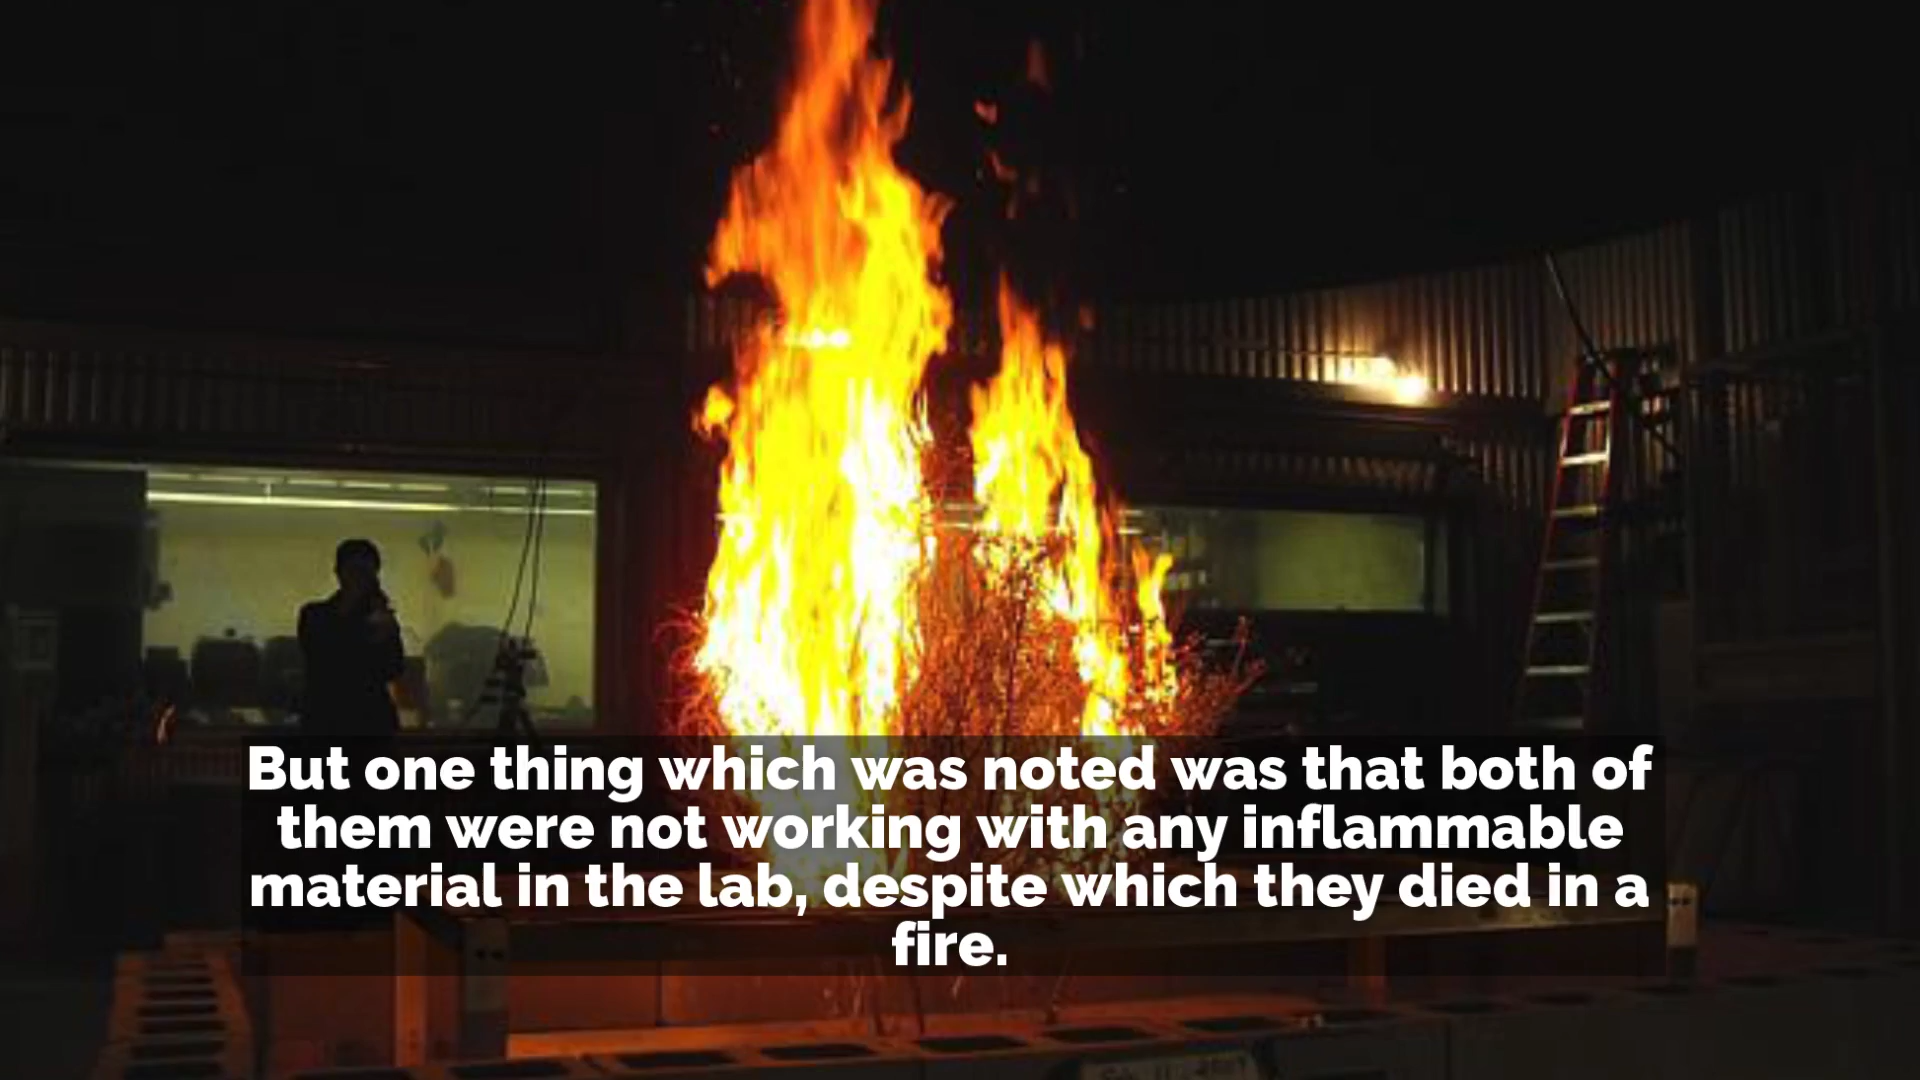 But one thing which was noted was that both of
them were not working with any inflammable
material in the lab, despite which they died in a
fire.